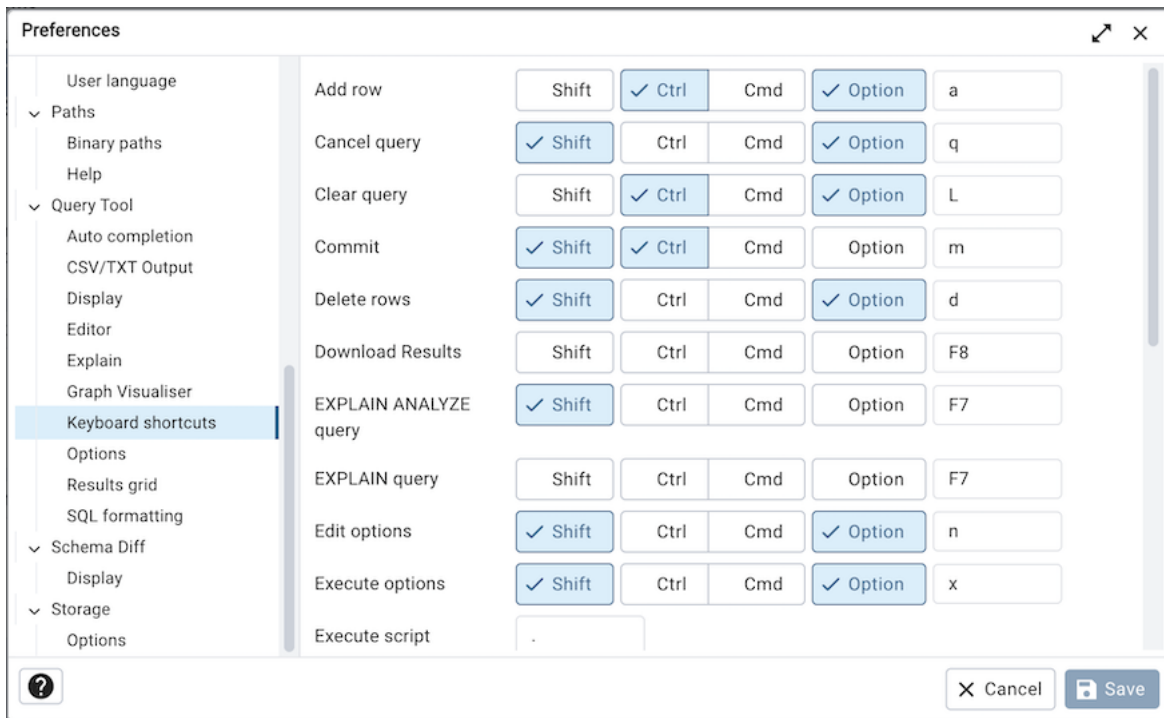 Preferences
User language
Paths
Binary paths
Help
Query Tool
Auto completion
CSV/TXT Output
Display
Editor
Explain
Graph Visualiser
Keyboard shortcuts
Options
Results grid
SQL formatting
Schema Diff
Display
Storage
Options
Add row Shift Ctrl Cmd Option a
Cancel query Shift Ctrl Cmd Option q
Clear query Shift Ctrl Cmd Option L
Commit Shift Ctrl Cmd Option m
Delete rows Shift Ctrl Cmd Option d
Download Results Shift Ctrl Cmd Option F8
EXPLAIN ANALYZE Shift Ctrl Cmd Option F7
query
EXPLAIN query Shift Ctrl Cmd Option F7
Edit options Shift Ctrl Cmd Option n
Execute options Shift Ctrl Cmd Option x
Execute script
? Cancel Save